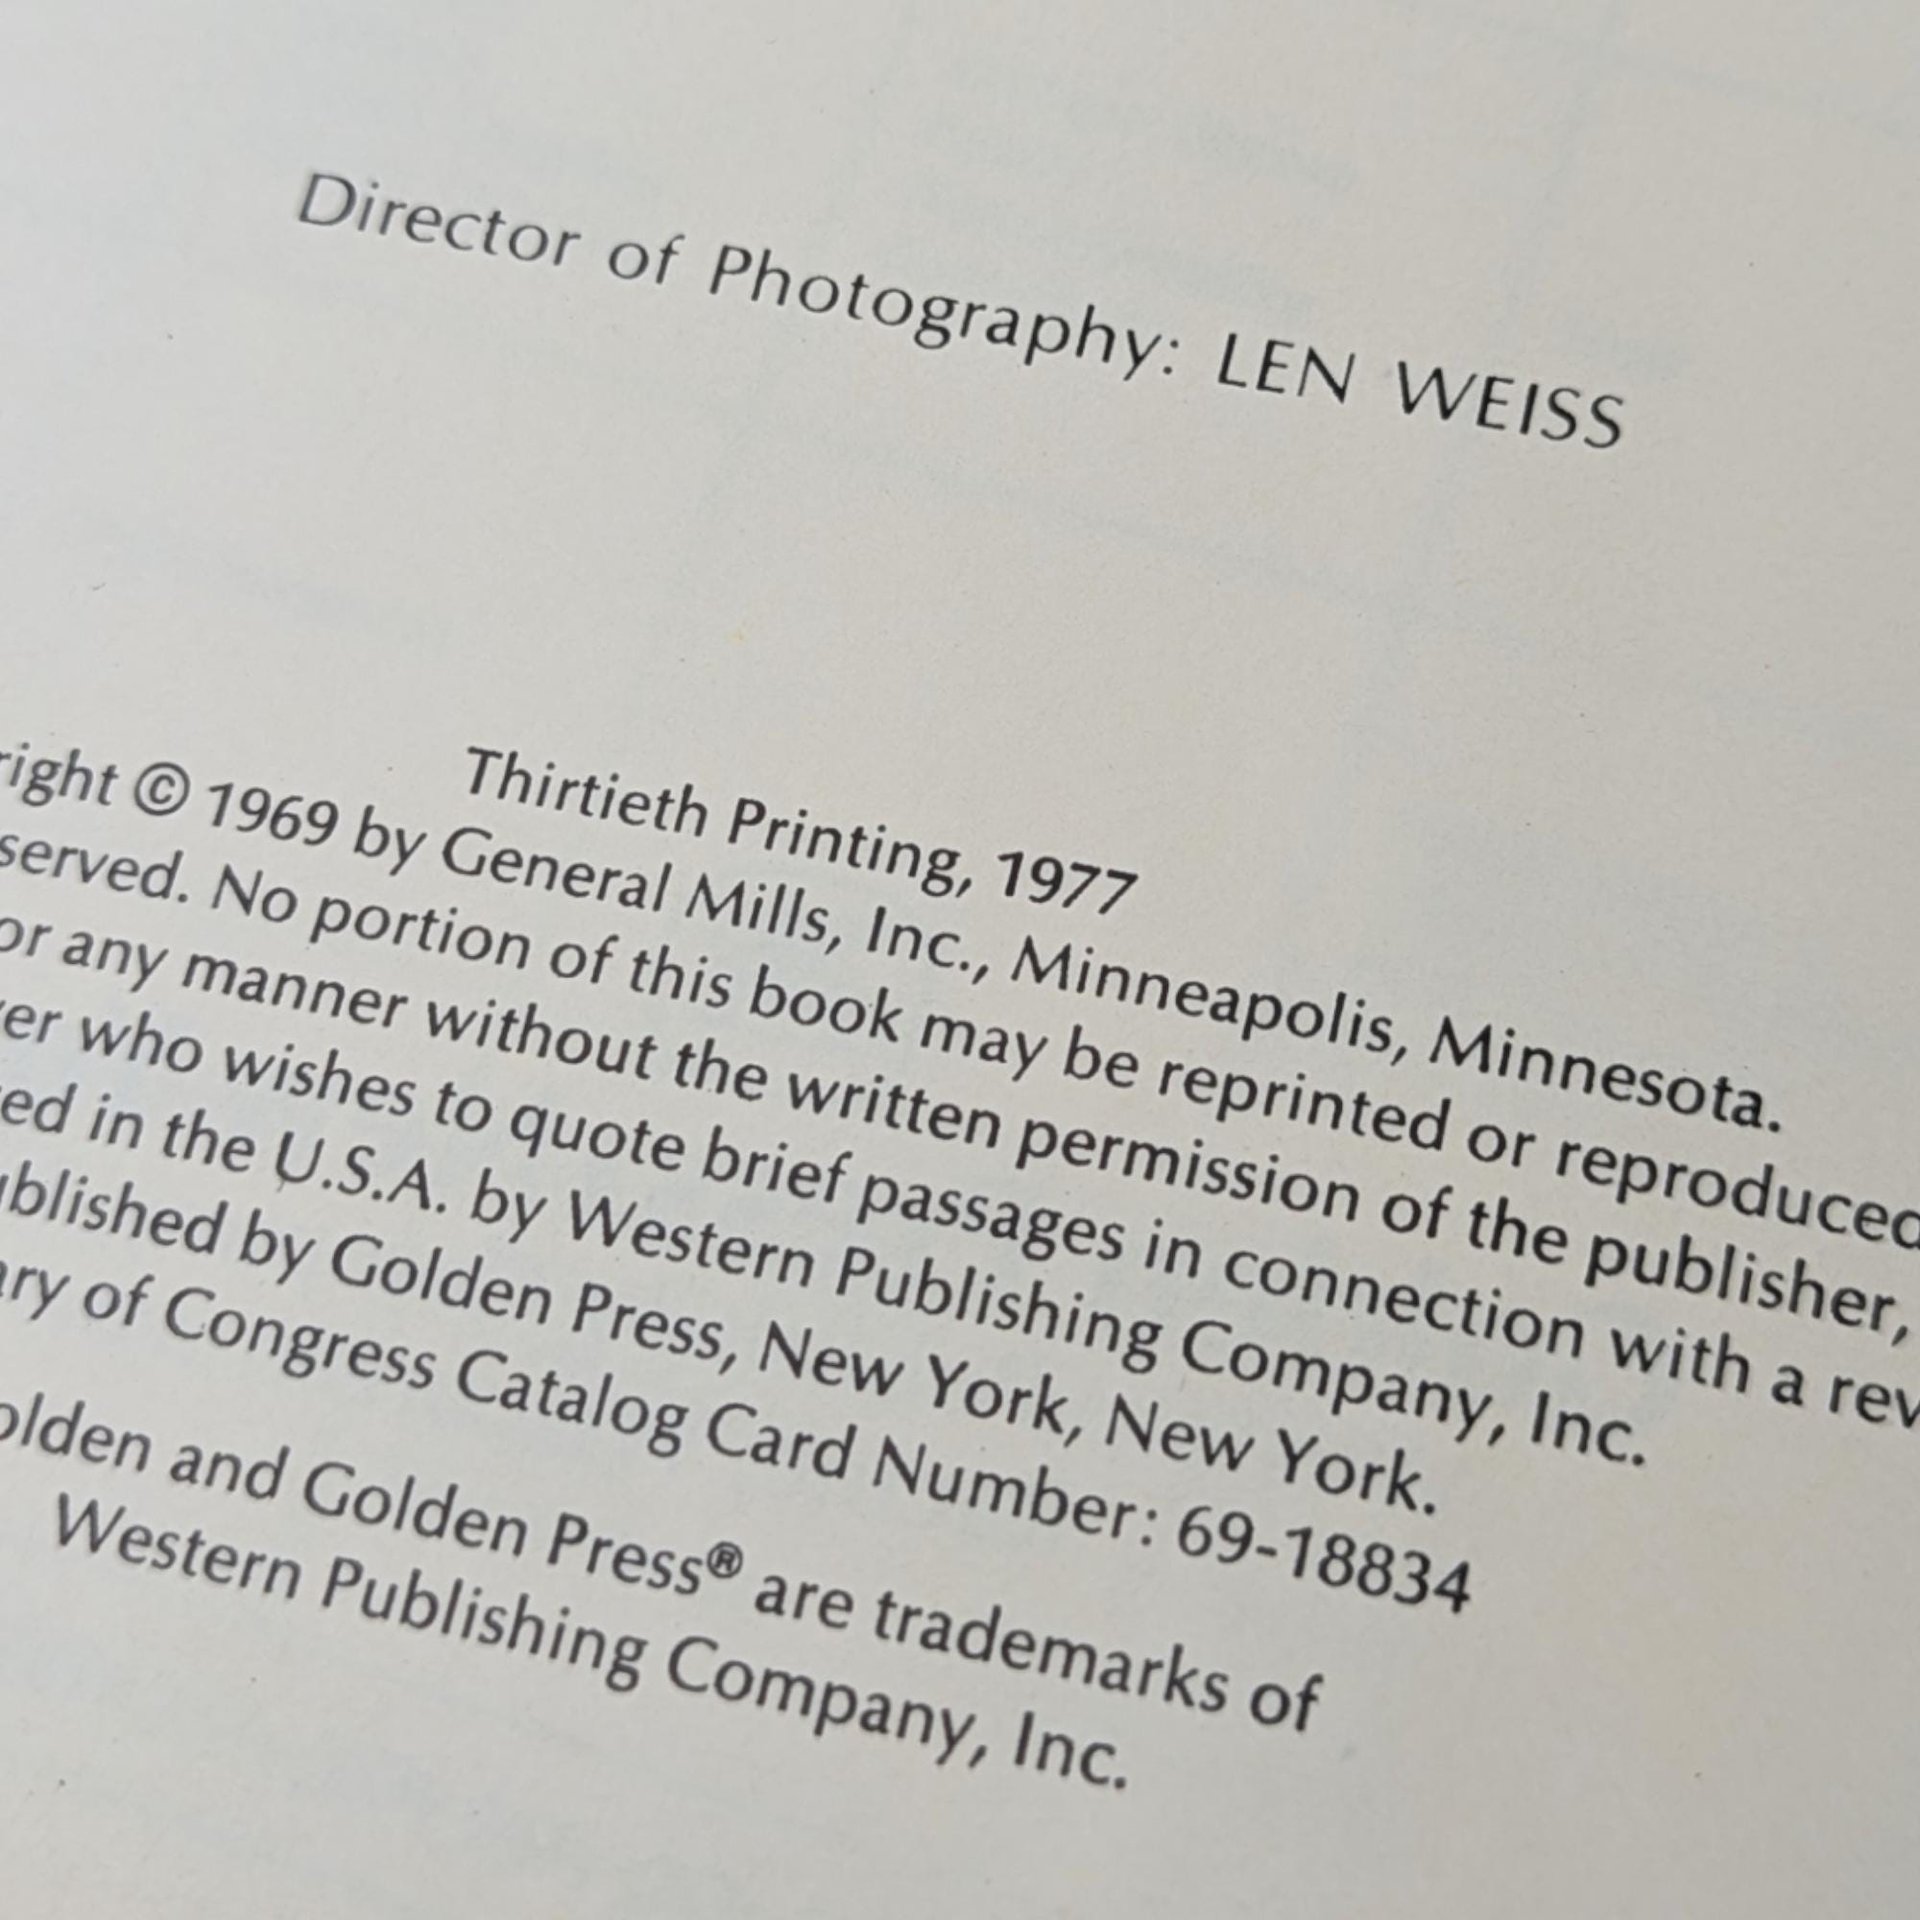 Director of Photography: LEN WEISS
Thirtieth Printing, 1977
right © 1969 by General Mills, Inc., Minneapolis, Minnesota.
served. No portion of this book may be reprinted or reproduced
or any manner without the written permission of the publisher,
er who wishes to quote brief passages in connection with a rev
ed in the U.S.A. by Western Publishing Company, Inc.
blished by Golden Press, New York, New York.
ary of Congress Catalog Card Number: 69-18834
olden and Golden Press® are trademarks of
Western Publishing Company, Inc.